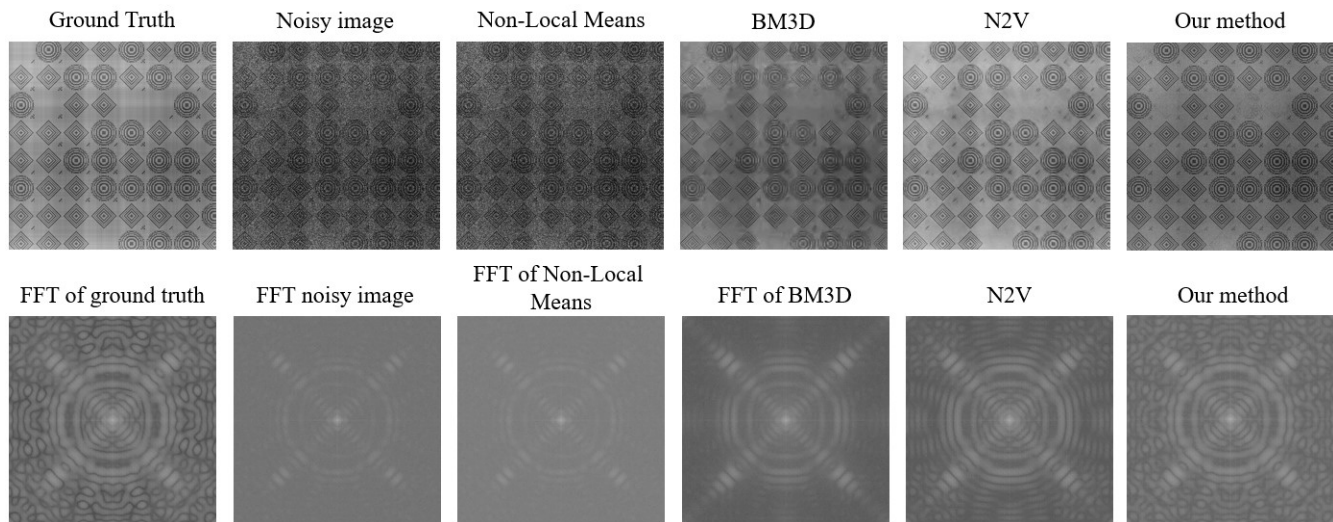 Ground Truth
Noisy image
Non-Local Means
BM3D
N2V
Our method
FFT of ground truth
FFT noisy image
FFT of Non-Local
Means
FFT of BM3D
N2V
Our method